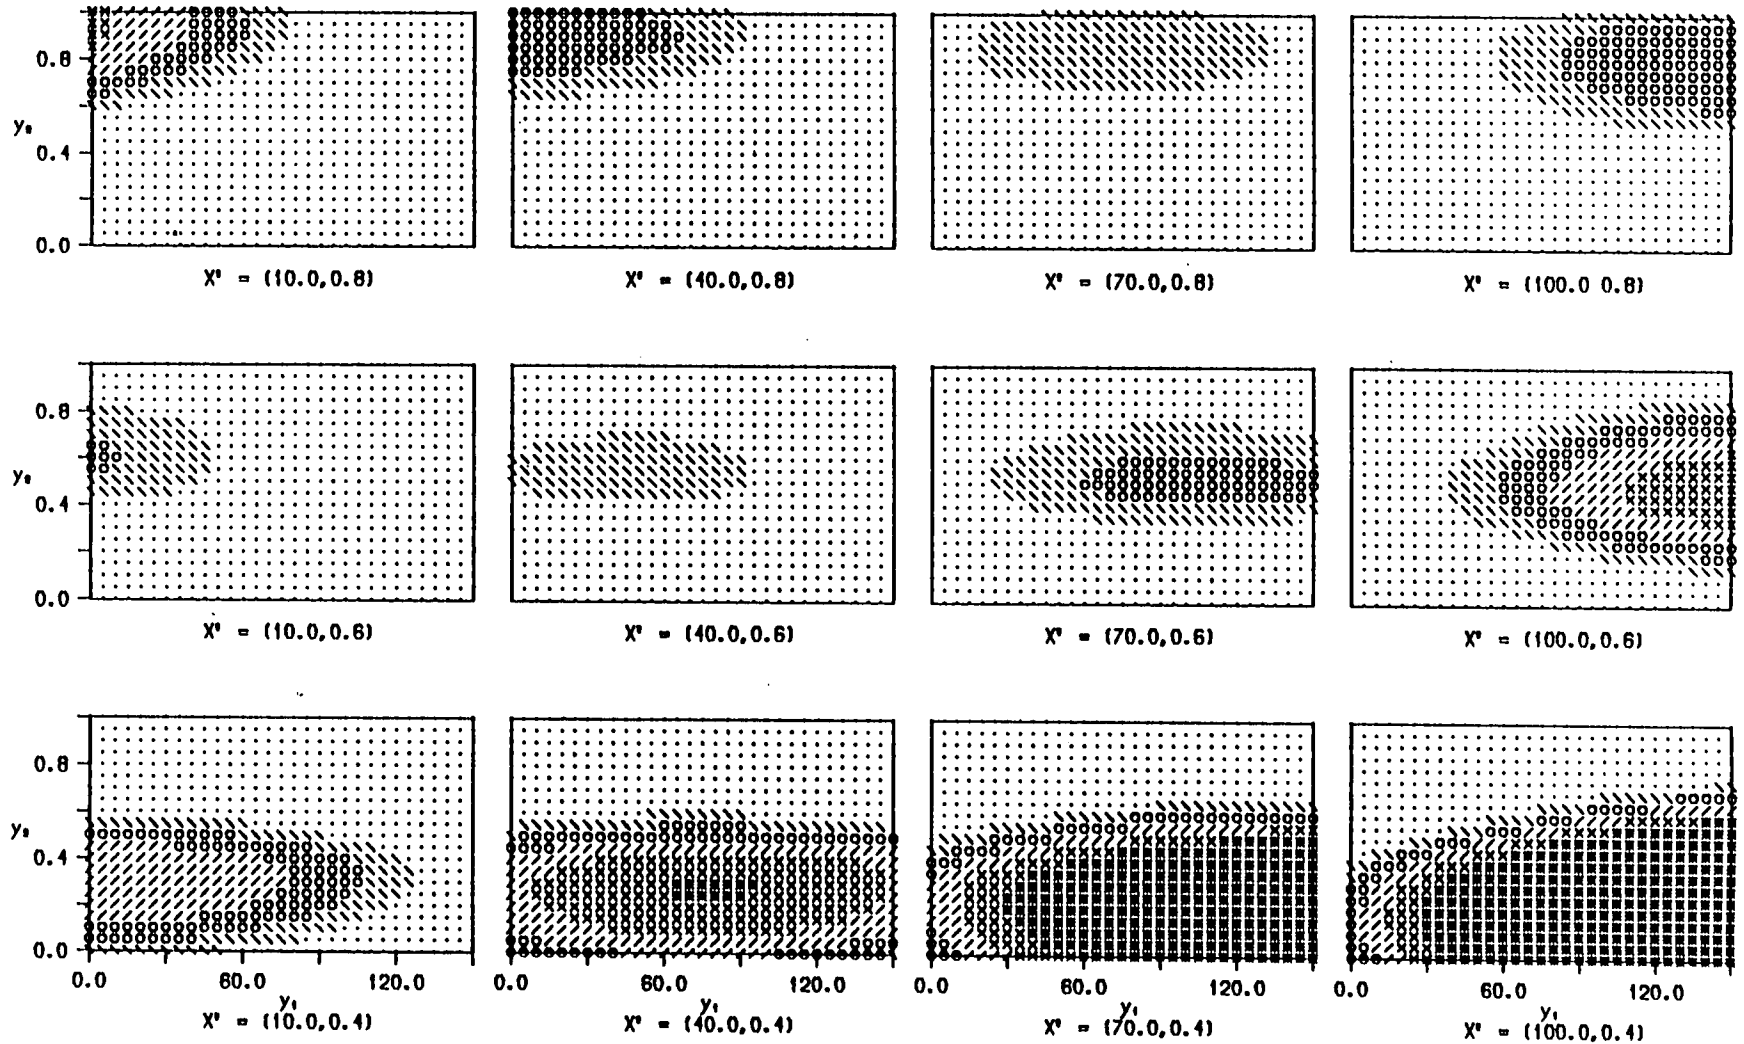 0.8
y₂
0.4
0.0
X' = (10.0,0.8)
X' = (40.0,0.8)
X' = (70.0,0.8)
X' = (100.0 0.8)
0.8
y₂
0.4
0.0
X' = (10.0,0.6)
X' = (40.0,0.6)
X' = (70.0,0.6)
X' = (100.0,0.6)
0.8
y₂
0.4
0.0
0.0 60.0 120.0
0.0 60.0 120.0
0.0 60.0 120.0
0.0 60.0 120.0
y₁
y₁
y₁
y₁
X' = (10.0,0.4)
X' = (40.0,0.4)
X' = (70.0,0.4)
X' = (100.0,0.4)